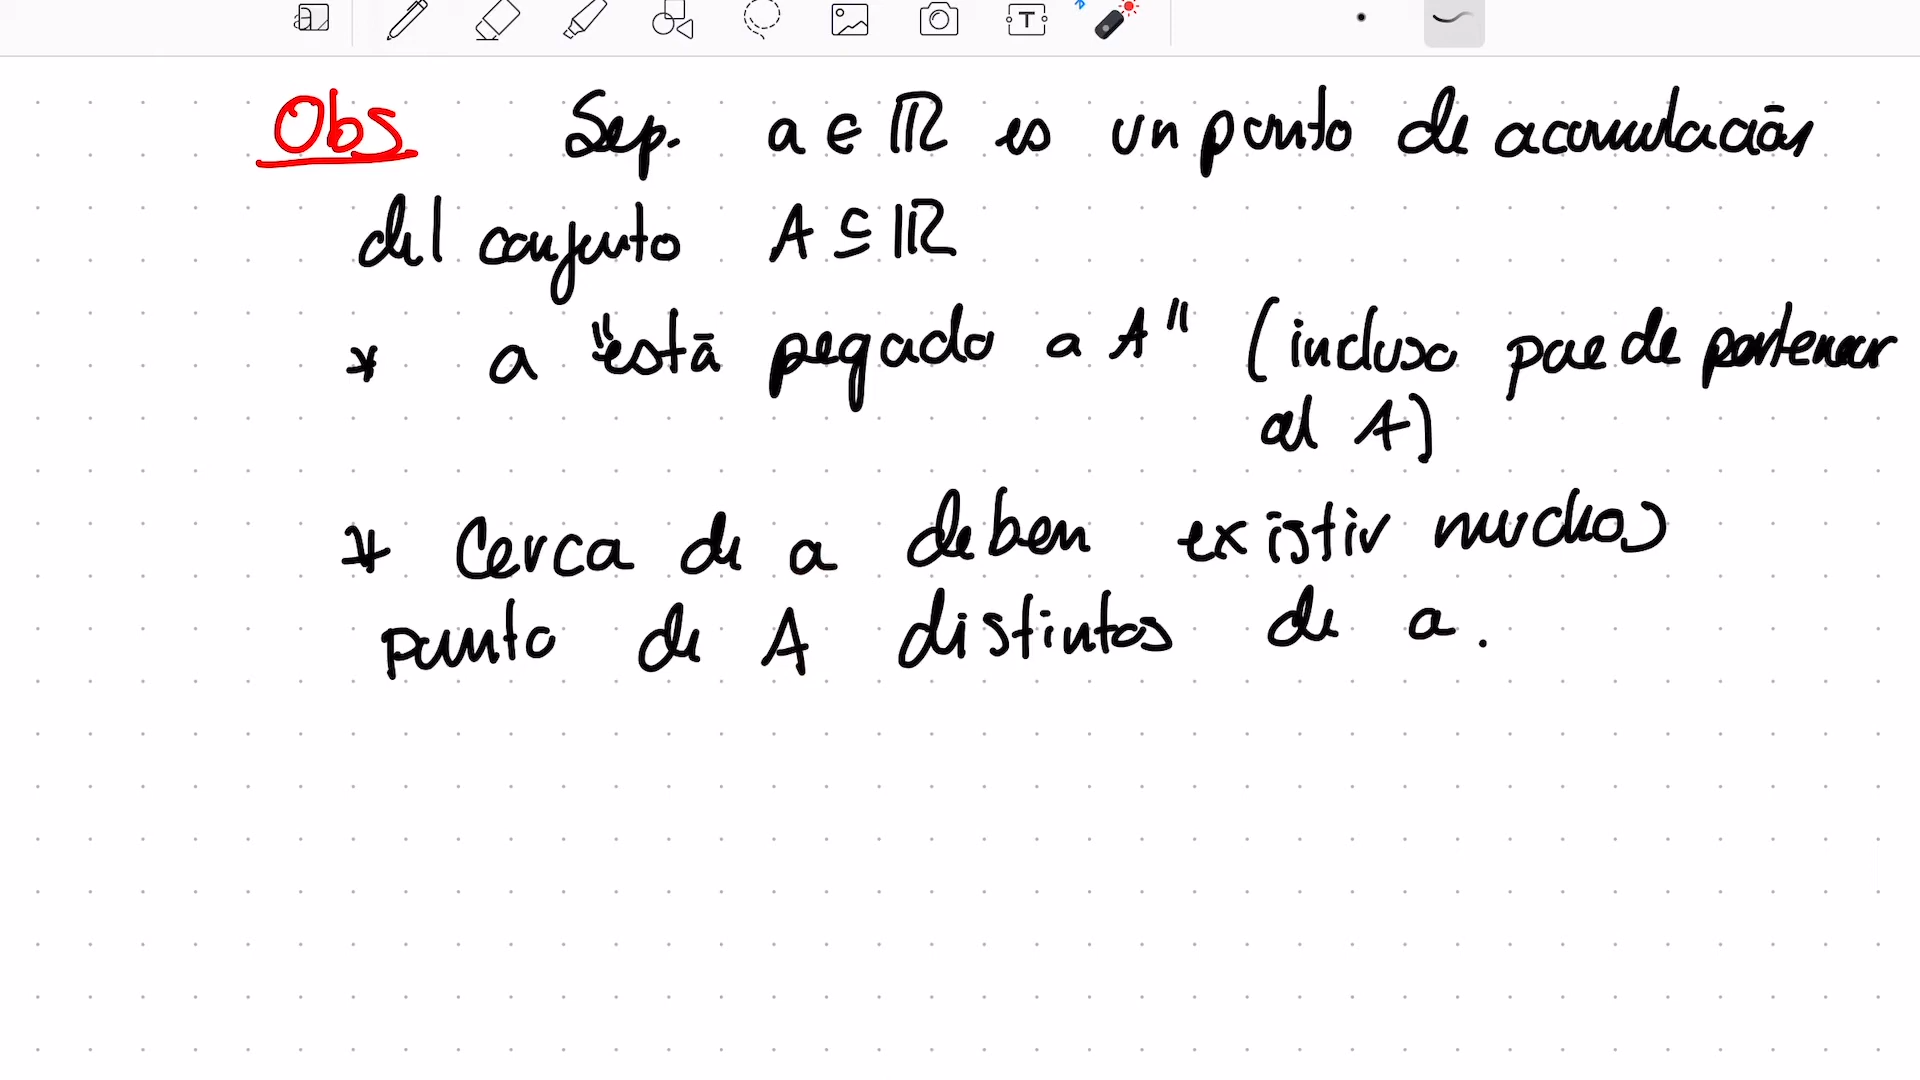 Obs Sup. a ∈ ℝ es un punto de acumulación
del conjunto A ⊆ ℝ
* a "está pegado a A" (incluso puede pertenecer
al A)
* Cerca de a deben existir muchos
punto de A distintos de a.